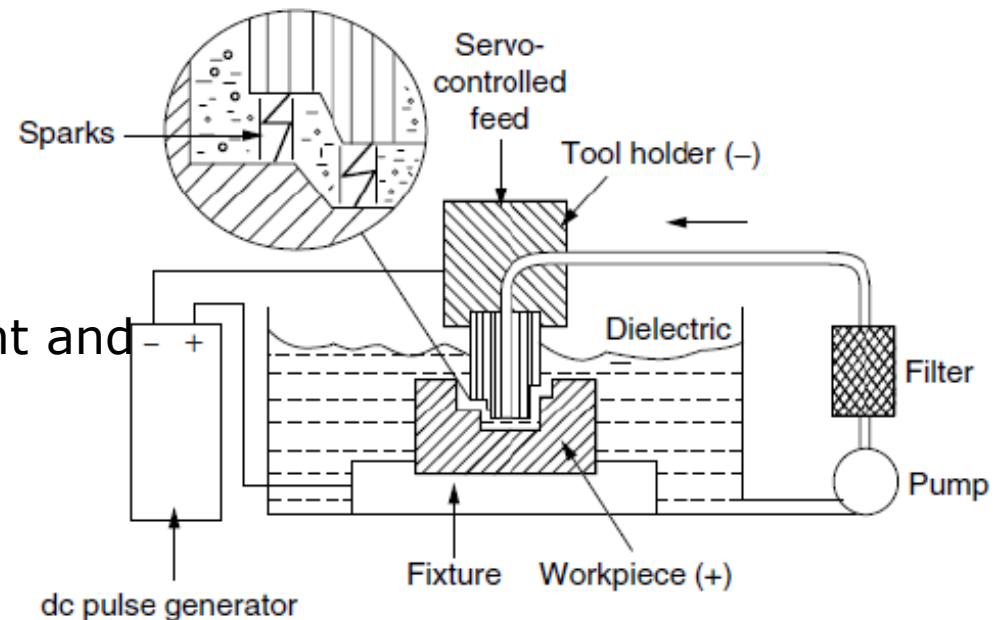 Servo-
controlled
feed
Sparks
Tool holder (–)
nt and
– +
Dielectric
Filter
Pump
Fixture
Workpiece (+)
dc pulse generator